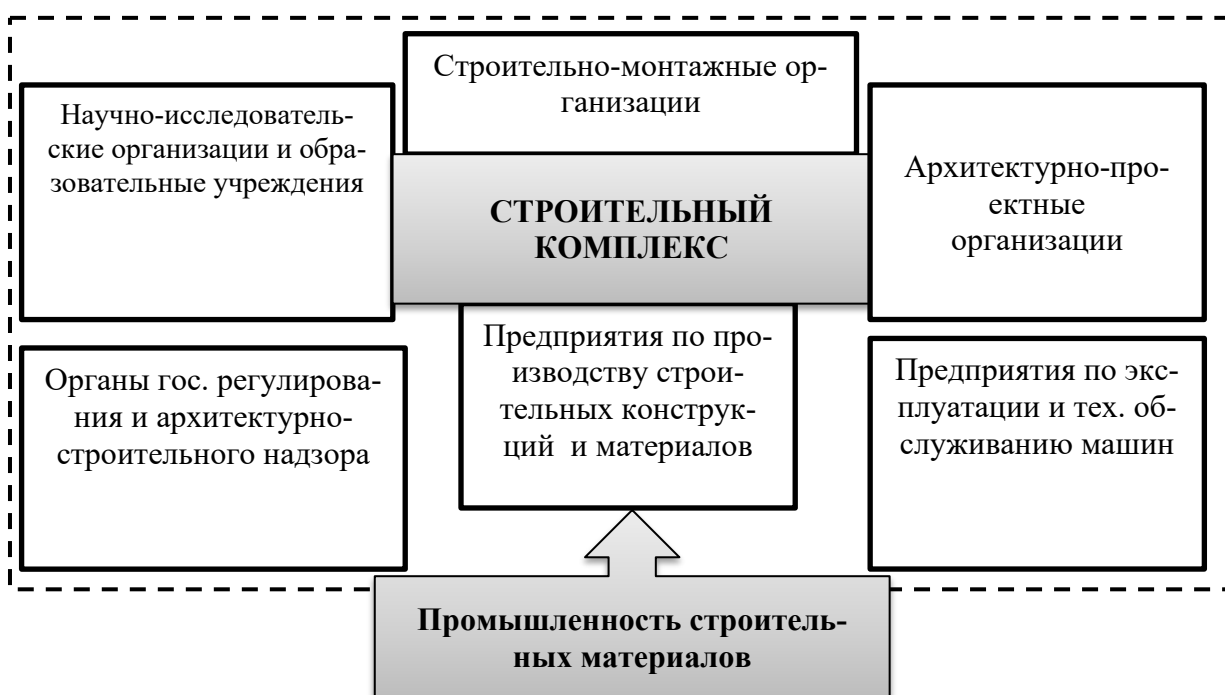 Строительно-монтажные ор-
ганизации
Научно-исследователь-
ские организации и обра-
зовательные учреждения
СТРОИТЕЛЬНЫЙ
КОМПЛЕКС
Архитектурно-про-
ектные
организации
Органы гос. регулирова-
ния и архитектурно-
строительного надзора
Предприятия по про-
изводству строи-
тельных конструк-
ций  и материалов
Предприятия по экс-
плуатации и тех. об-
служиванию машин
Промышленность строитель-
ных материалов